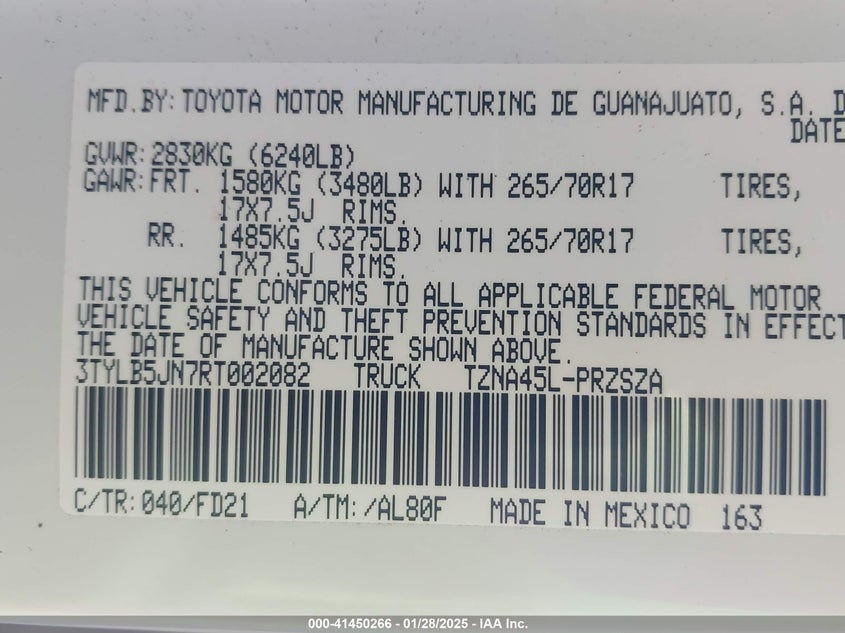 MFD.BY: TOYOTA MOTOR MANUFACTURING DE GUANAJUATO, S.A. D
DATE
GVWR: 2830KG (6240LB)
GAWR: FRT. 1580KG (3480LB) WITH 265/70R17 TIRES,
17X7.5J RIMS.
RR. 1485KG (3275LB) WITH 265/70R17 TIRES,
17X7.5J RIMS.
THIS VEHICLE CONFORMS TO ALL APPLICABLE FEDERAL MOTOR
VEHICLE SAFETY AND THEFT PREVENTION STANDARDS IN EFFECT
THE DATE OF MANUFACTURE SHOWN ABOVE.
3TYLB5JN7RT002082 TRUCK TZNA45L-PRZSZA
C/TR: 040/FD21 A/TM: /AL80F MADE IN MEXICO 163
000-41450266 - 01/28/2025 - IAA Inc.